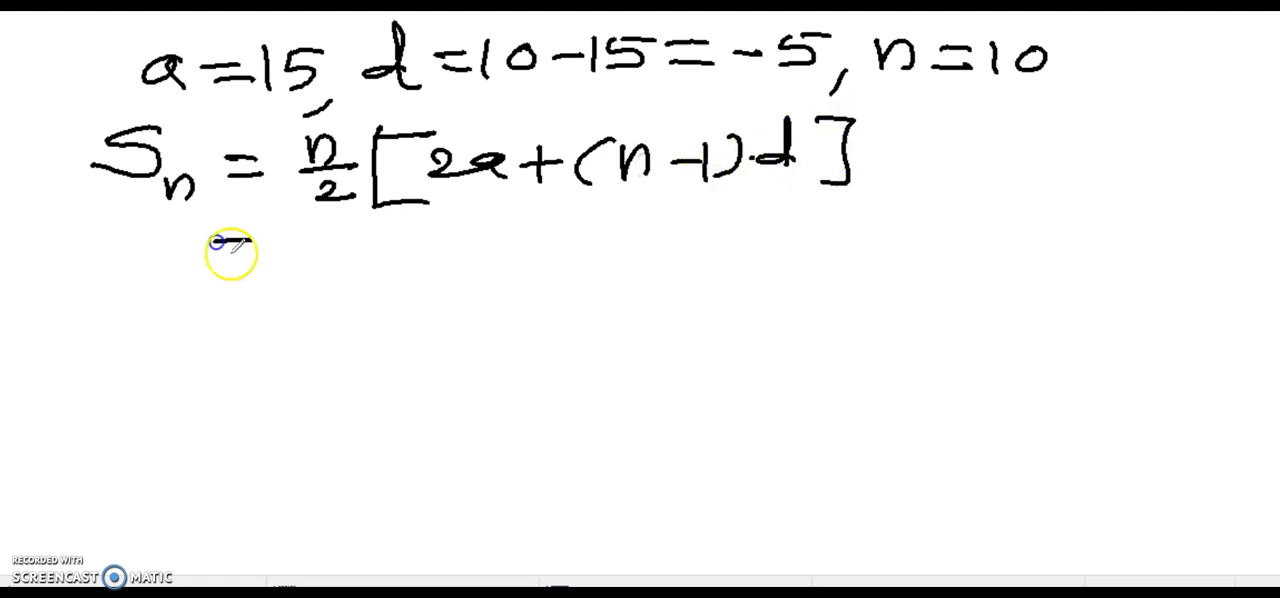 a = 15, d = 10 - 15 = - 5, n = 10
Sn = n/2 [2a + (n - 1).d]
=
RECORDED WITH
SCREENCAST MATIC